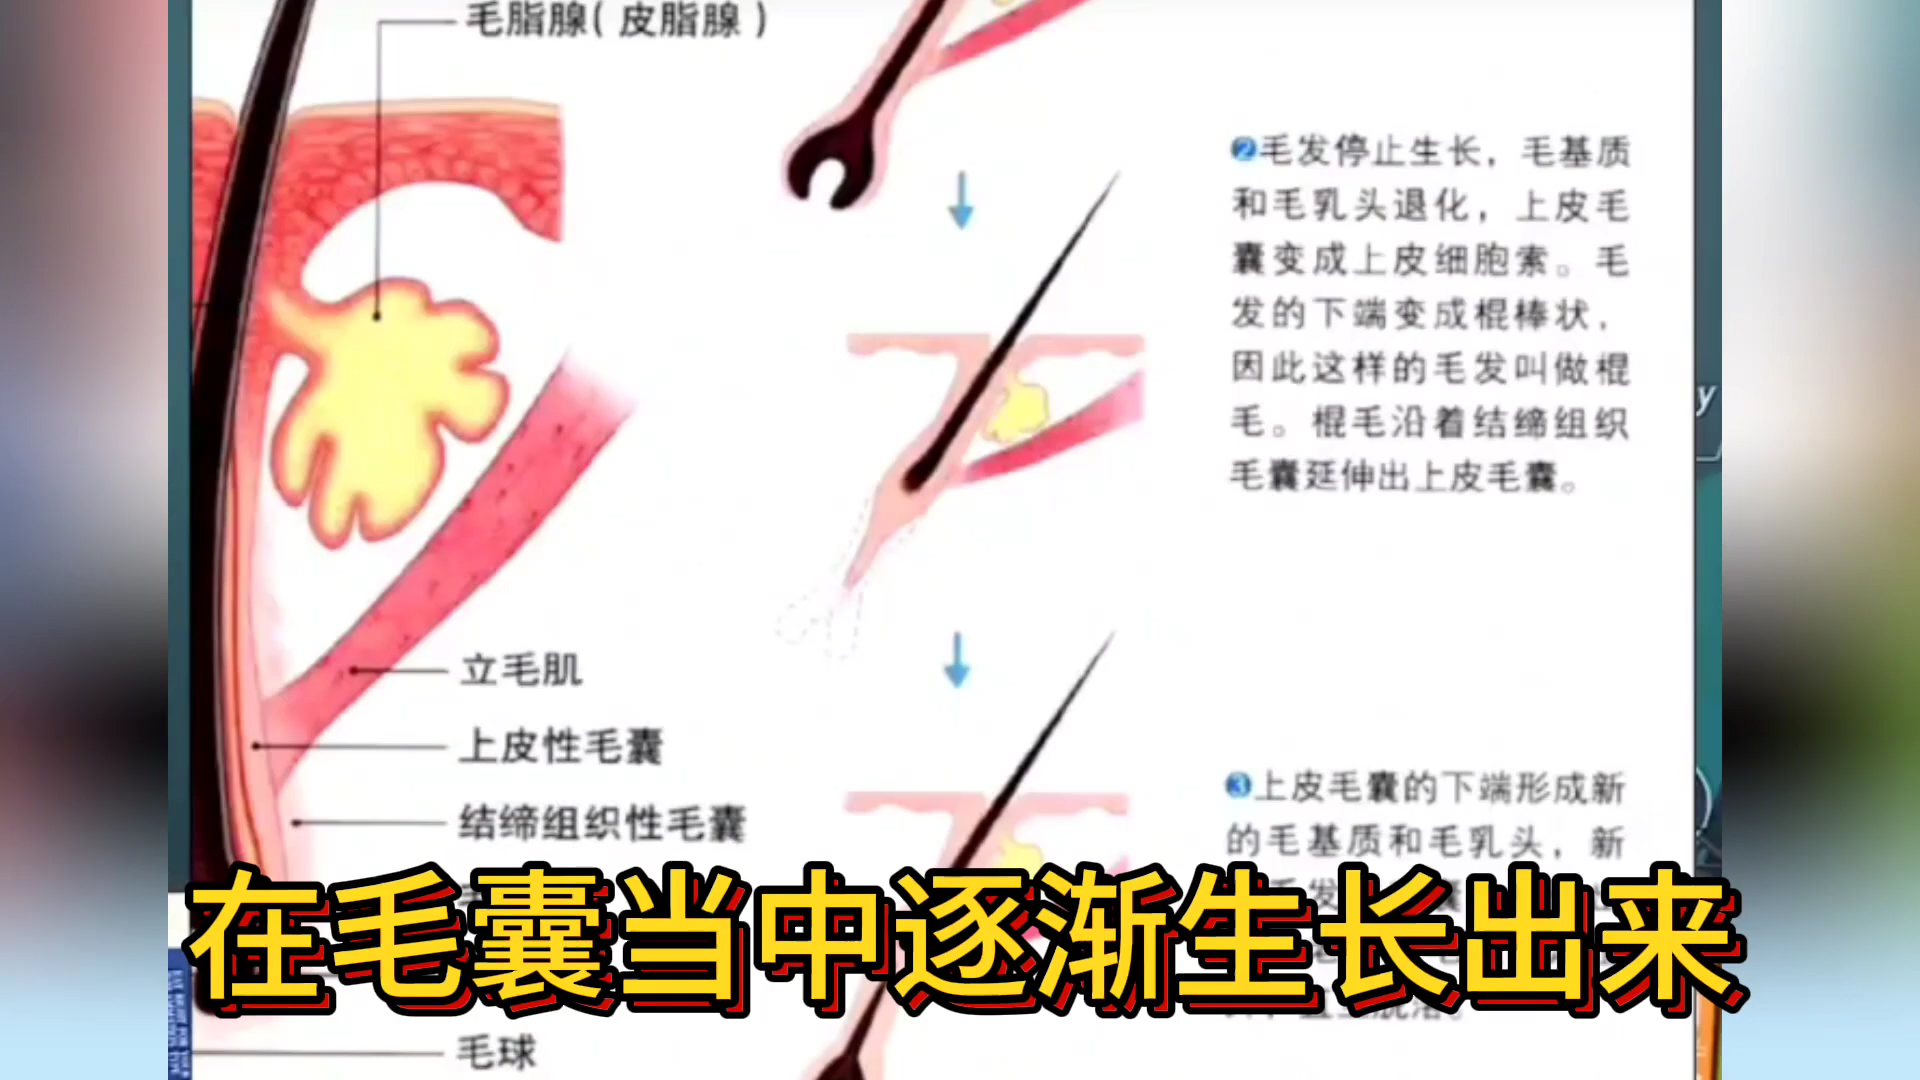 毛脂腺(皮脂腺)
❷毛发停止生长，毛基质
和毛乳头退化，上皮毛
囊变成上皮细胞索。毛
发的下端变成棍棒状，
因此这样的毛发叫做棍
毛。棍毛沿着结缔组织
毛囊延伸出上皮毛囊。
立毛肌
上皮性毛囊
结缔组织性毛囊
❸上皮毛囊的下端形成新
的毛基质和毛乳头，新
在毛囊当中逐渐生长出来
毛球
y